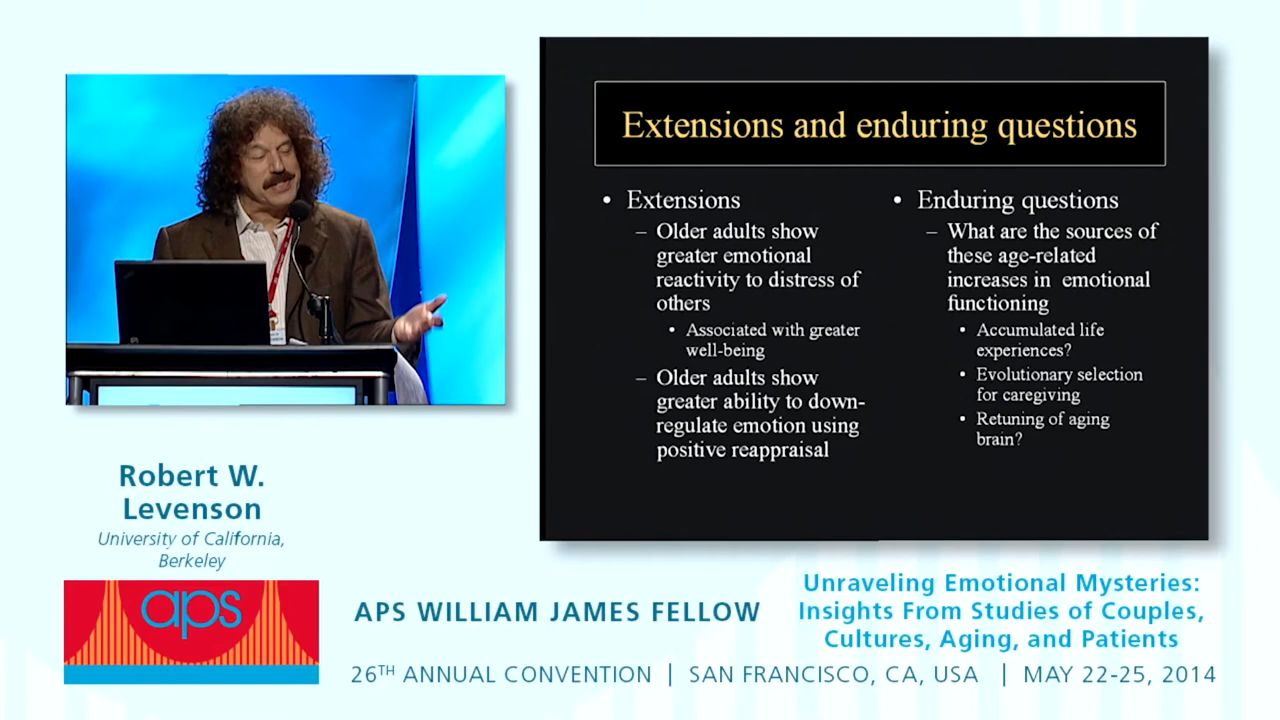 Extensions and enduring questions
• Extensions
– Older adults show
greater emotional
reactivity to distress of
others
• Associated with greater
well-being
– Older adults show
greater ability to down-
regulate emotion using
positive reappraisal
• Enduring questions
– What are the sources of
these age-related
increases in emotional
functioning
• Accumulated life
experiences?
• Evolutionary selection
for caregiving
• Retuning of aging
brain?
Robert W.
Levenson
University of California,
Berkeley
aps
APS WILLIAM JAMES FELLOW
Unraveling Emotional Mysteries:
Insights From Studies of Couples,
Cultures, Aging, and Patients
26TH ANNUAL CONVENTION | SAN FRANCISCO, CA, USA | MAY 22-25, 2014